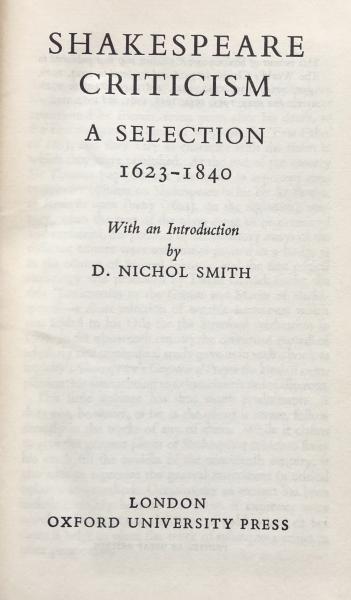 SHAKESPEARE
CRITICISM
A SELECTION
1623–1840
With an Introduction
by
D. NICHOL SMITH
LONDON
OXFORD UNIVERSITY PRESS